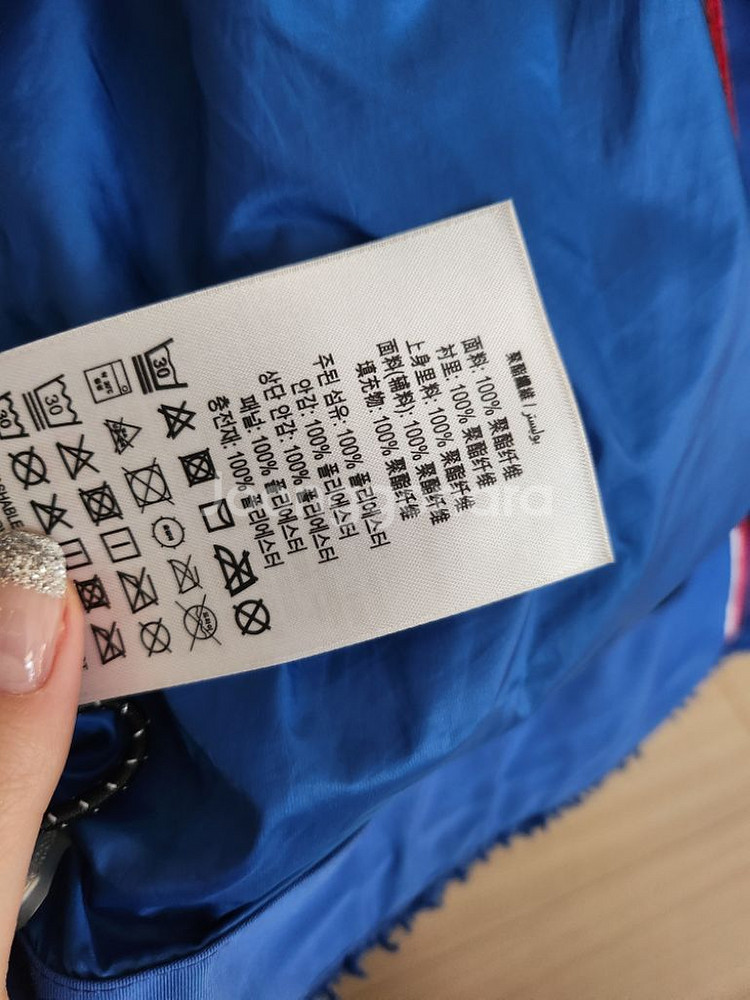 聚酯纤维 / بوليستر
面料: 100% 聚酯纤维
衬里: 100% 聚酯纤维
上身里料: 100% 聚酯纤维
面料(辅料): 100% 聚酯纤维
填充物: 100% 聚酯纤维
주된 섬유: 100% 폴리에스터
안감: 100% 폴리에스터
상단 안감: 100% 폴리에스터
패널: 100% 폴리에스터
충전재: 100% 폴리에스터
30
30
30